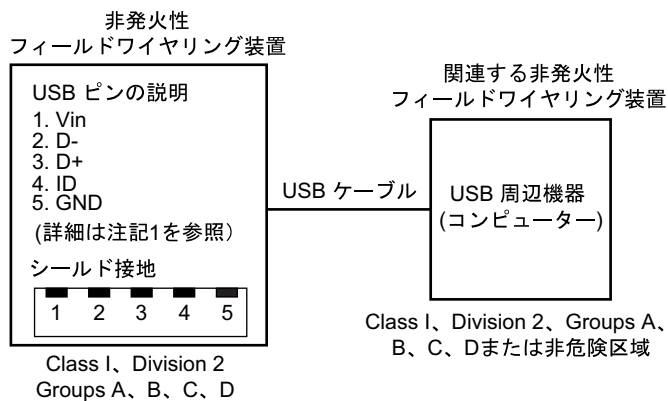 非発火性
フィールドワイヤリング装置
USB ピンの説明
1. Vin
2. D-
3. D+
4. ID
5. GND
(詳細は注記1を参照）
シールド接地
1 2 3 4 5
Class I、Division 2
Groups A、B、C、D
USB ケーブル
関連する非発火性
フィールドワイヤリング装置
USB 周辺機器
(コンピューター)
Class I、Division 2、Groups A、
B、C、Dまたは非危険区域